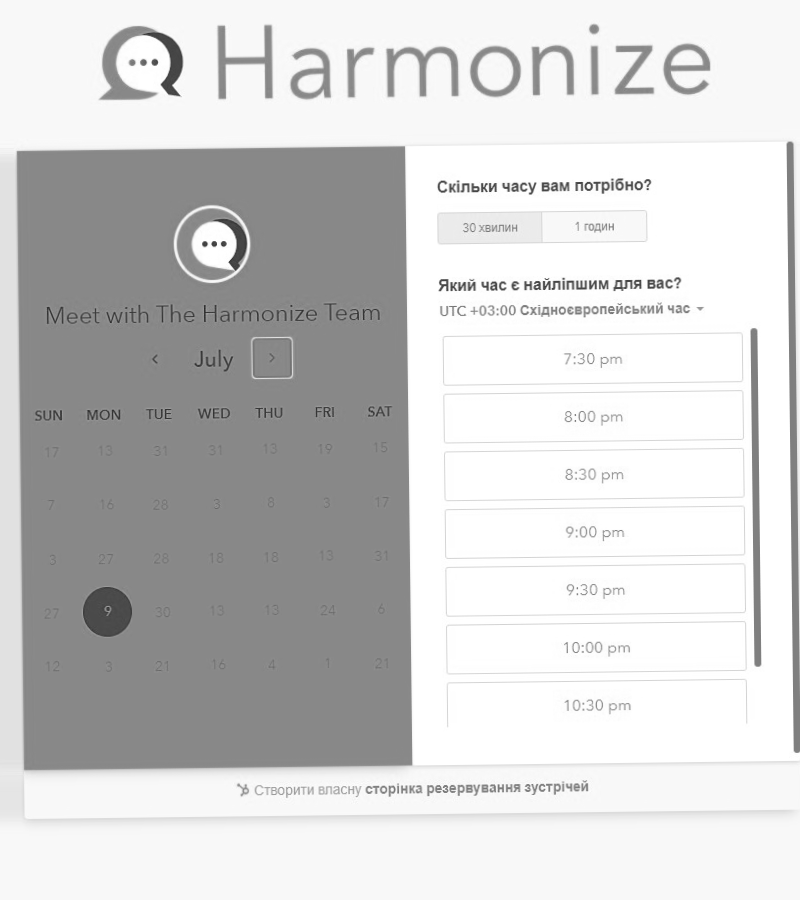 Harmonize
Meet with The Harmonize Team
July
SUN MON TUE WED THU FRI SAT
17 13 31 31 13 19 15
7 16 28 3 8 3 17
3 27 28 18 18 13 31
27 9 30 13 13 24 6
12 3 21 16 4 1 21
Скільки часу вам потрібно?
30 хвилин 1 годин
Який час є найліпшим для вас?
UTC +03:00 Східноєвропейський час
7:30 pm
8:00 pm
8:30 pm
9:00 pm
9:30 pm
10:00 pm
10:30 pm
Створити власну сторінка резервування зустрічей